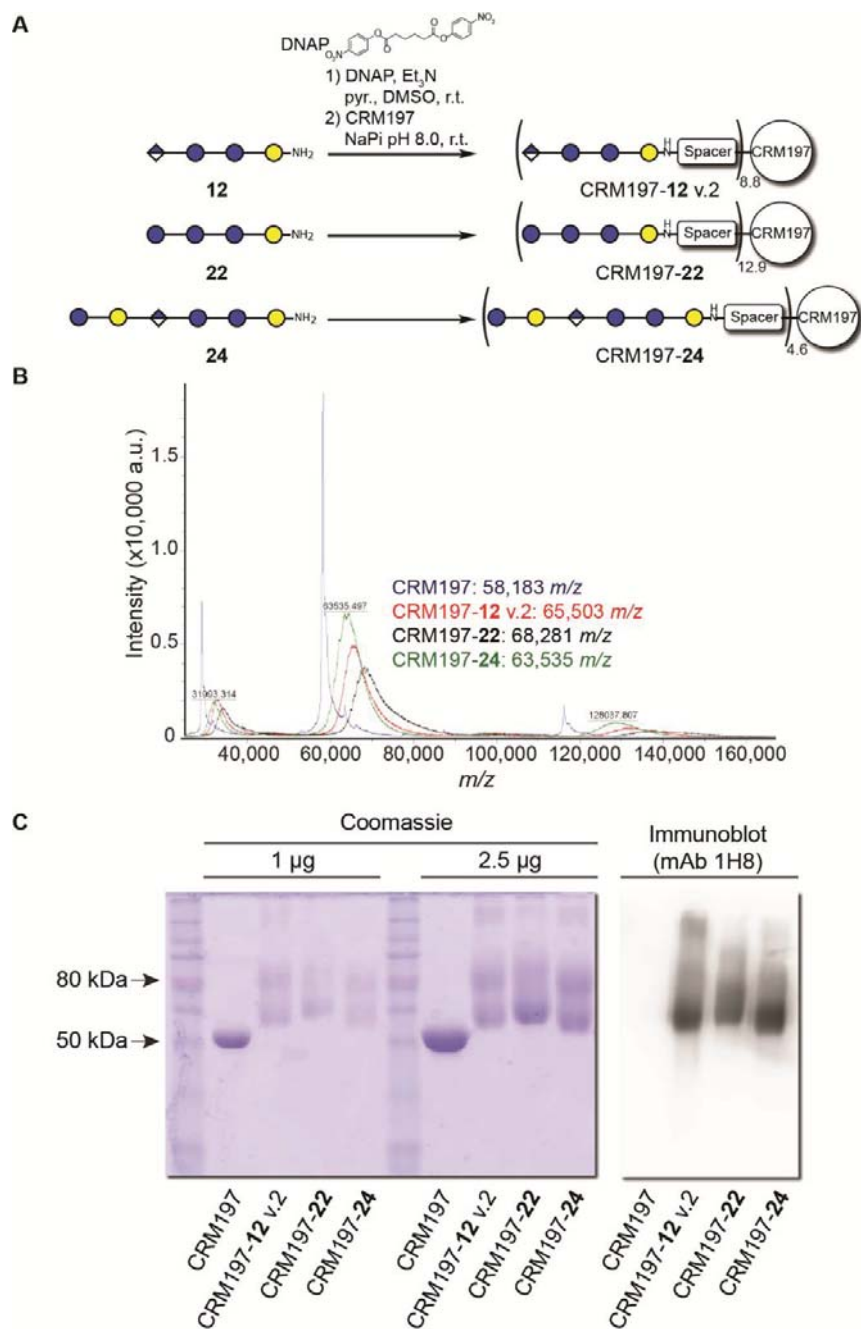 A
DNAP
O₃N
O
O
O
O
NO₃
1) DNAP, Et₃N
pyr., DMSO, r.t.
2) CRM197
NaPi pH 8.0, r.t.
NH₂
12
H
N
Spacer
CRM197
8.8
CRM197-12 v.2
NH₂
22
H
N
Spacer
CRM197
12.9
CRM197-22
NH₂
24
H
N
Spacer
CRM197
4.6
CRM197-24
B
Intensity (x10,000 a.u.)
1.5
1.0
0.5
0
63535.497
31993.314
128037.807
CRM197: 58,183 m/z
CRM197-12 v.2: 65,503 m/z
CRM197-22: 68,281 m/z
CRM197-24: 63,535 m/z
40,000 60,000 80,000 100,000 120,000 140,000 160,000
m/z
C
Coomassie
1 µg 2.5 µg
Immunoblot
(mAb 1H8)
80 kDa
50 kDa
CRM197
CRM197-12 v.2
CRM197-22
CRM197-24
CRM197
CRM197-12 v.2
CRM197-22
CRM197-24
CRM197
CRM197-12 v.2
CRM197-22
CRM197-24